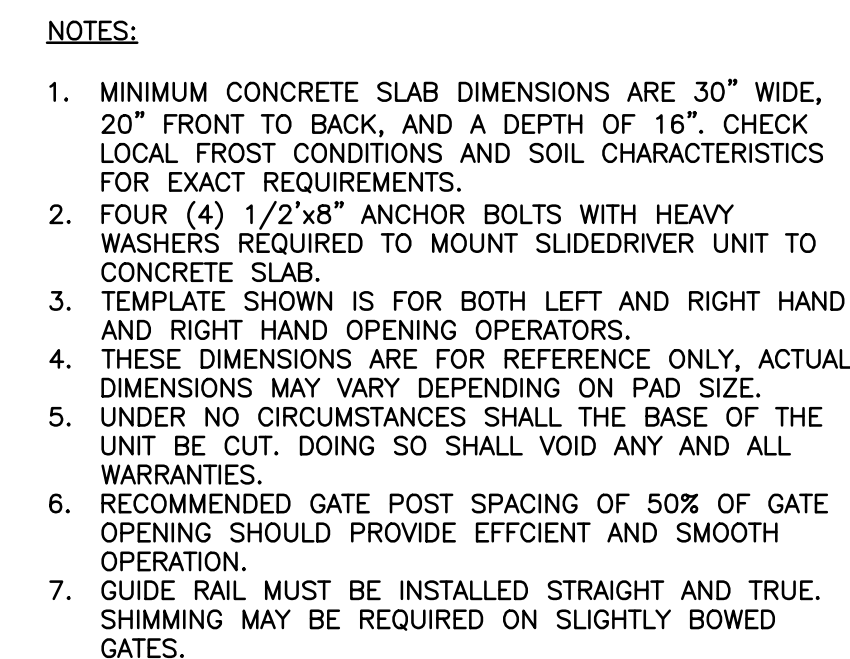 NOTES:
1. MINIMUM CONCRETE SLAB DIMENSIONS ARE 30" WIDE,
20" FRONT TO BACK, AND A DEPTH OF 16". CHECK
LOCAL FROST CONDITIONS AND SOIL CHARACTERISTICS
FOR EXACT REQUIREMENTS.
2. FOUR (4) 1/2'x8" ANCHOR BOLTS WITH HEAVY
WASHERS REQUIRED TO MOUNT SLIDEDRIVER UNIT TO
CONCRETE SLAB.
3. TEMPLATE SHOWN IS FOR BOTH LEFT AND RIGHT HAND
AND RIGHT HAND OPENING OPERATORS.
4. THESE DIMENSIONS ARE FOR REFERENCE ONLY, ACTUAL
DIMENSIONS MAY VARY DEPENDING ON PAD SIZE.
5. UNDER NO CIRCUMSTANCES SHALL THE BASE OF THE
UNIT BE CUT. DOING SO SHALL VOID ANY AND ALL
WARRANTIES.
6. RECOMMENDED GATE POST SPACING OF 50% OF GATE
OPENING SHOULD PROVIDE EFFCIENT AND SMOOTH
OPERATION.
7. GUIDE RAIL MUST BE INSTALLED STRAIGHT AND TRUE.
SHIMMING MAY BE REQUIRED ON SLIGHTLY BOWED
GATES.